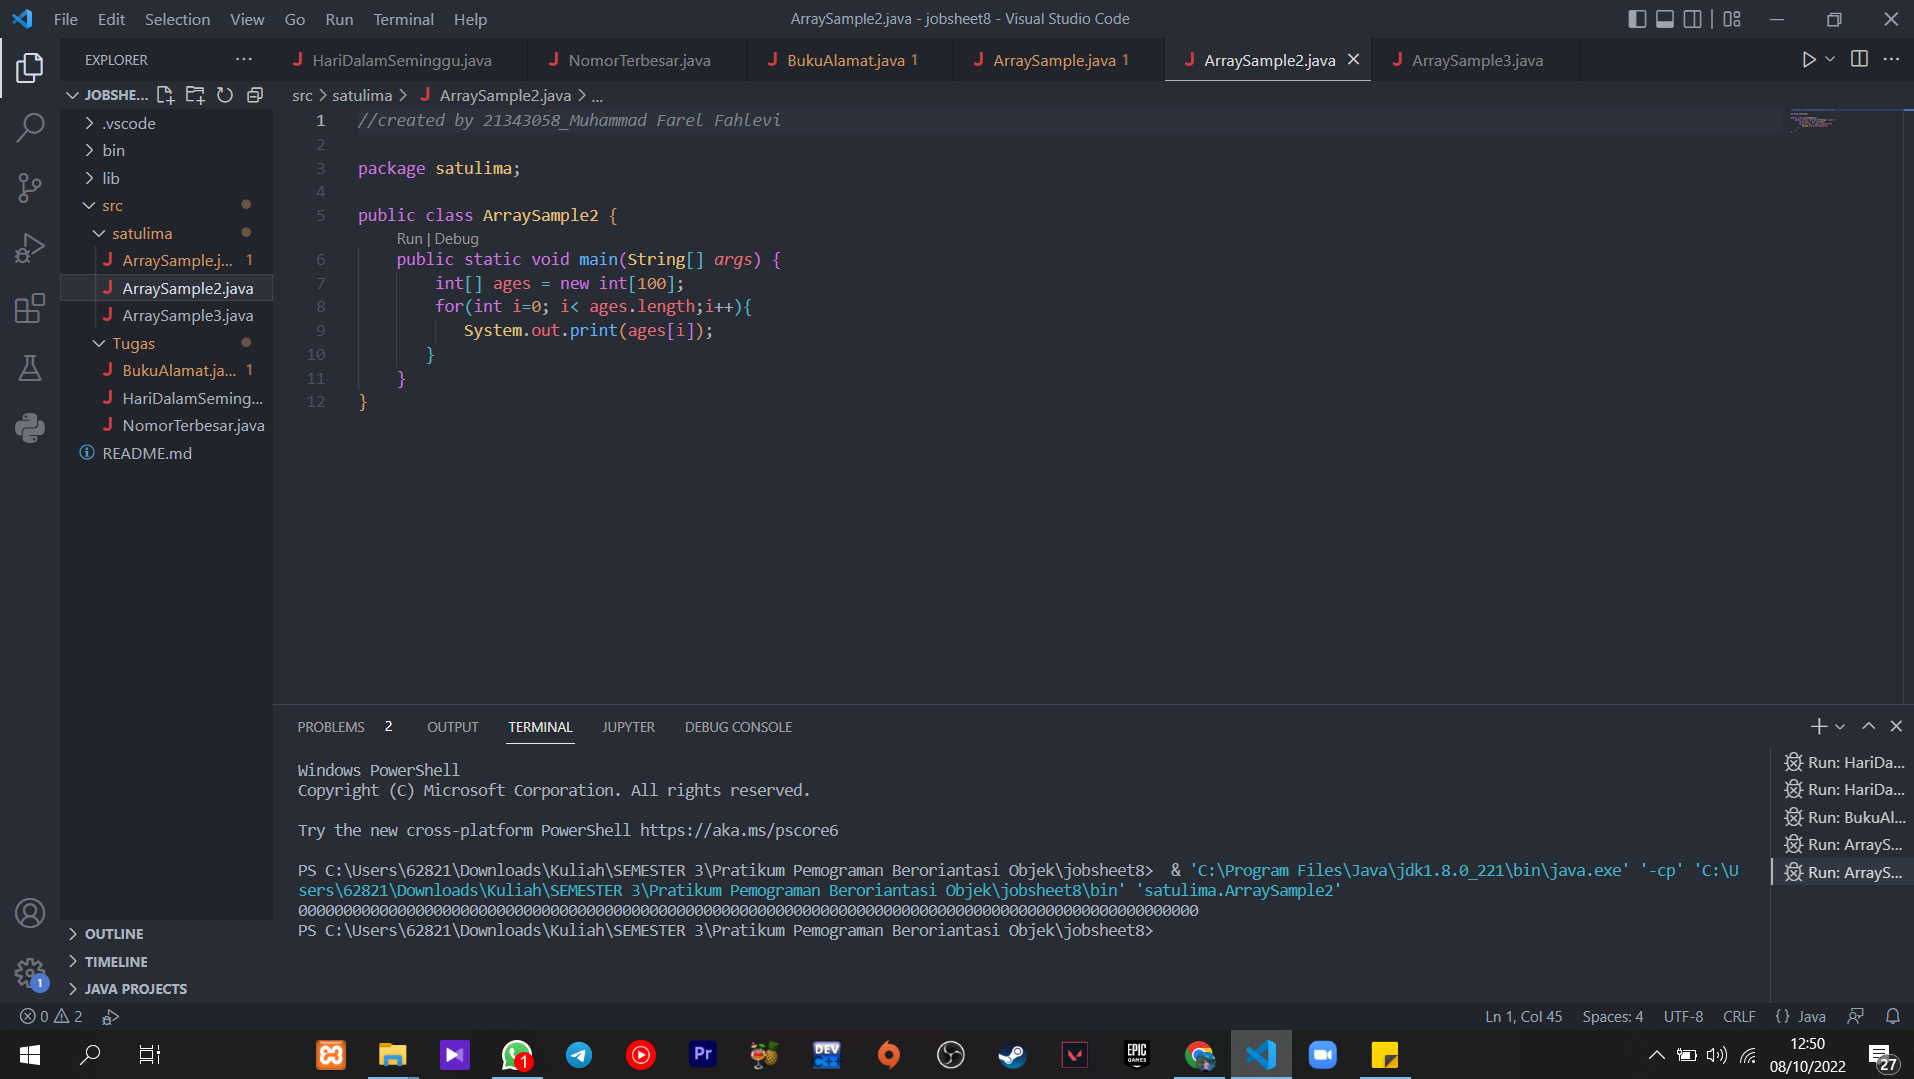 File Edit Selection View Go Run Terminal Help
ArraySample2.java - jobsheet8 - Visual Studio Code
EXPLORER
HariDalamSeminggu.java
NomorTerbesar.java
BukuAlamat.java 1
ArraySample.java 1
ArraySample2.java
ArraySample3.java
JOBSHE...
src > satulima > ArraySample2.java > ...
.vscode
bin
lib
src
satulima
ArraySample.j... 1
ArraySample2.java
ArraySample3.java
Tugas
BukuAlamat.ja... 1
HariDalamSeming...
NomorTerbesar.java
README.md
OUTLINE
TIMELINE
JAVA PROJECTS
1 //created by 21343058_Muhammad Farel Fahlevi
2
3 package satulima;
4
5 public class ArraySample2 {
Run | Debug
6 public static void main(String[] args) {
7 int[] ages = new int[100];
8 for(int i=0; i< ages.length;i++){
9 System.out.print(ages[i]);
10 }
11 }
12 }
PROBLEMS 2 OUTPUT TERMINAL JUPYTER DEBUG CONSOLE
Windows PowerShell
Copyright (C) Microsoft Corporation. All rights reserved.
Try the new cross-platform PowerShell https://aka.ms/pscore6
PS C:\Users\62821\Downloads\Kuliah\SEMESTER 3\Pratikum Pemograman Beroriantasi Objek\jobsheet8> & 'C:\Program Files\Java\jdk1.8.0_221\bin\java.exe' '-cp' 'C:\U
sers\62821\Downloads\Kuliah\SEMESTER 3\Pratikum Pemograman Beroriantasi Objek\jobsheet8\bin' 'satulima.ArraySample2'
0000000000000000000000000000000000000000000000000000000000000000000000000000000000000000000000000000
PS C:\Users\62821\Downloads\Kuliah\SEMESTER 3\Pratikum Pemograman Beroriantasi Objek\jobsheet8>
Run: HariDa...
Run: HariDa...
Run: BukuAl...
Run: ArrayS...
Run: ArrayS...
1
0 2
Ln 1, Col 45 Spaces: 4 UTF-8 CRLF {} Java
1
Pr
DEV C++
EPIC GAMES
12:50
08/10/2022
27